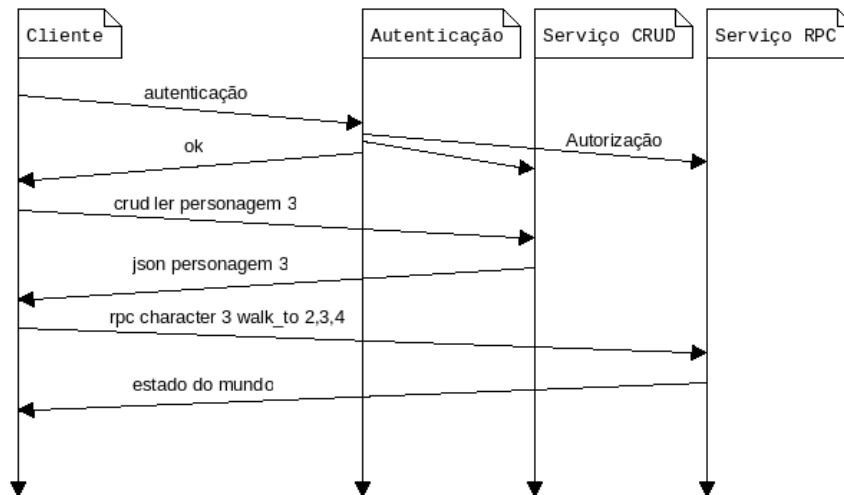 Cliente
Autenticação
Serviço CRUD
Serviço RPC
autenticação
Autorização
ok
crud ler personagem 3
json personagem 3
rpc character 3 walk_to 2,3,4
estado do mundo